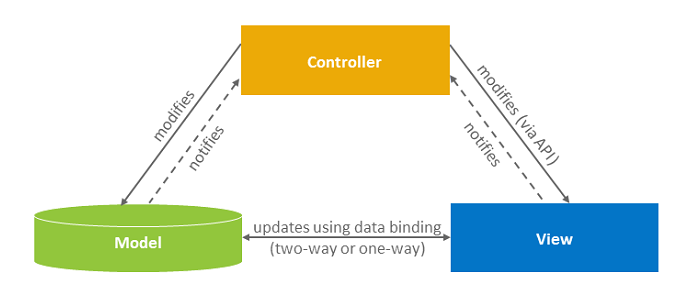 Controller
modifies
notifies
modifies (via API)
notifies
Model
updates using data binding
(two-way or one-way)
View